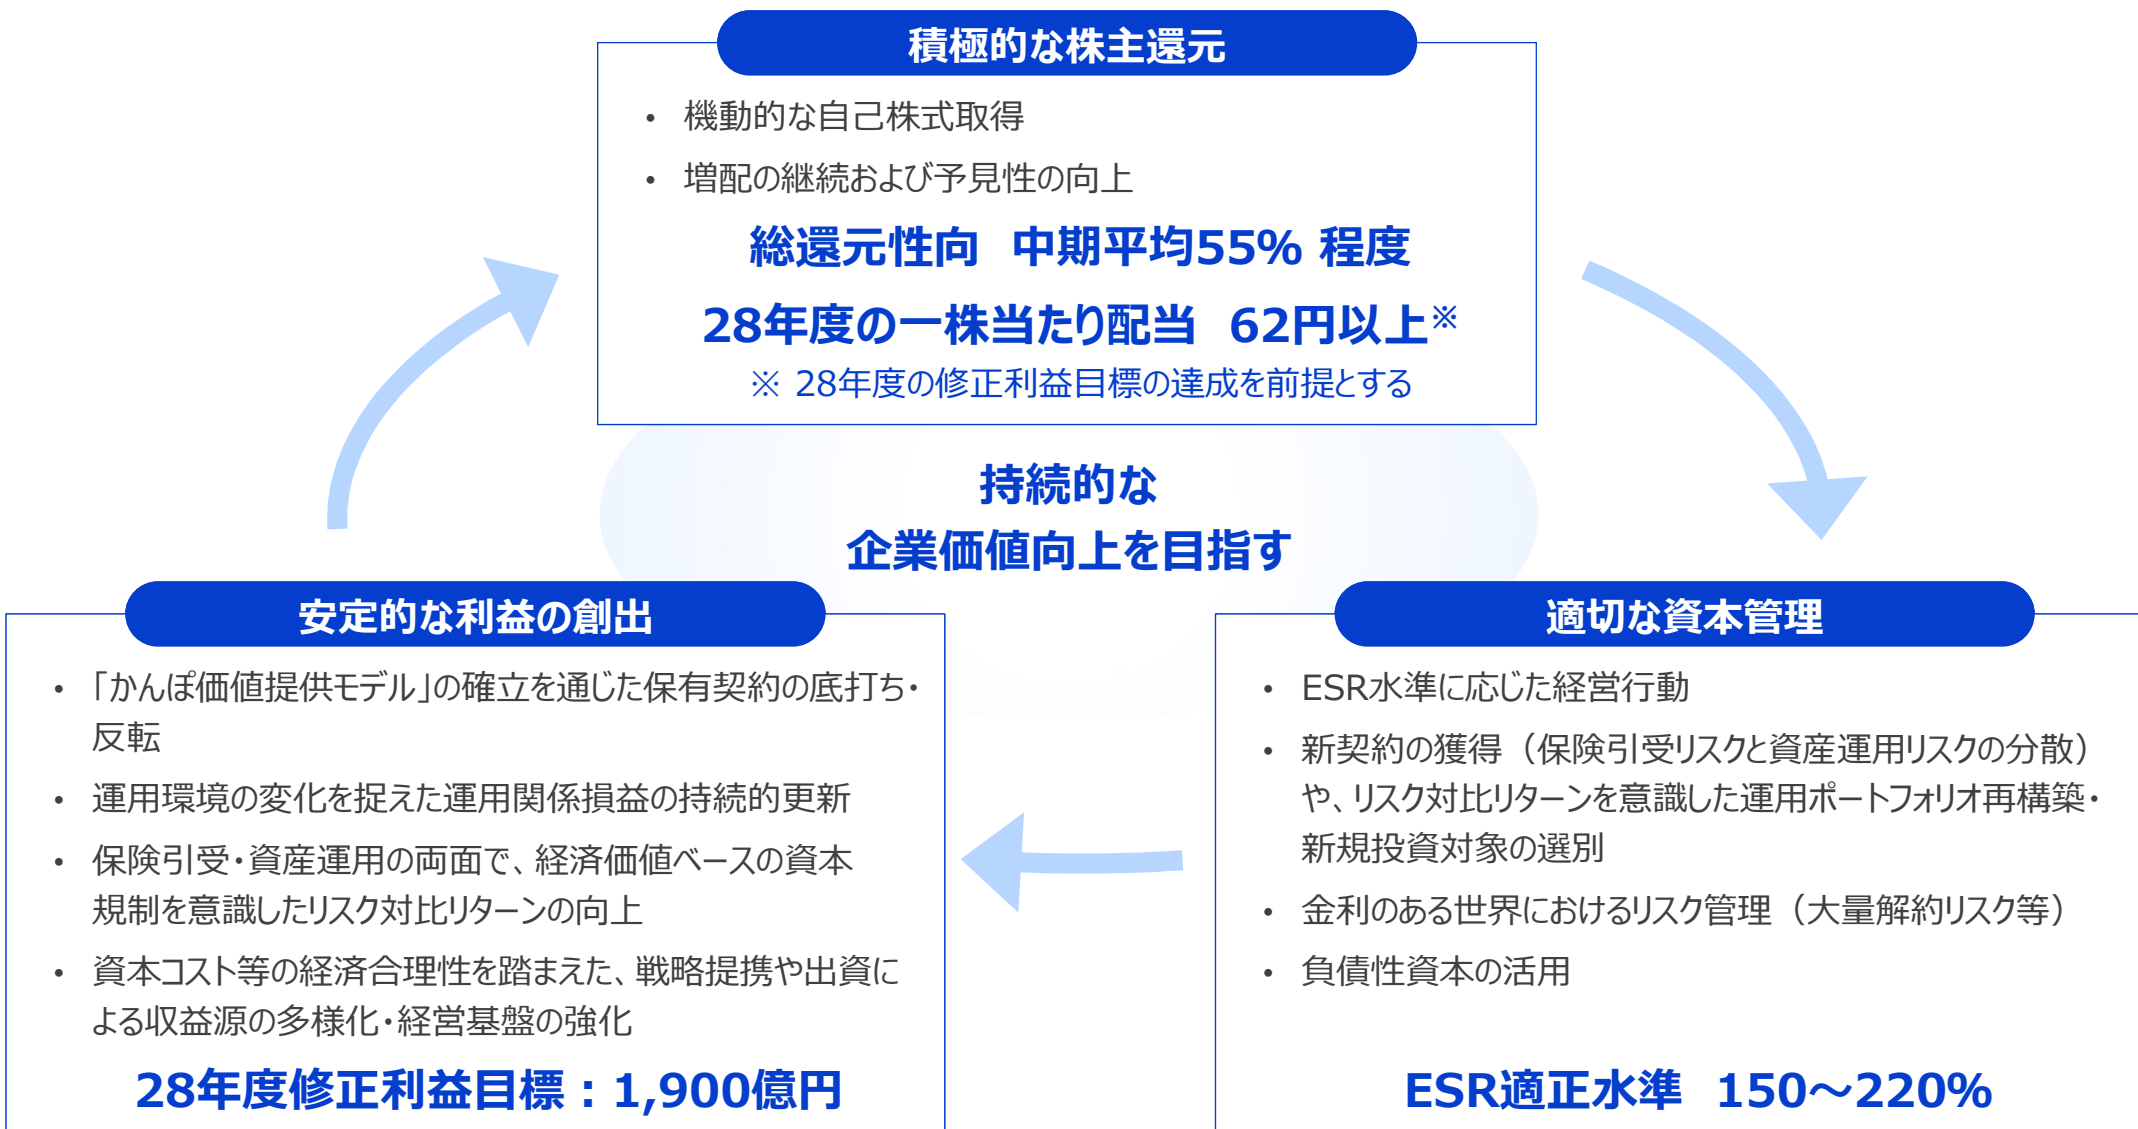 積極的な株主還元
• 機動的な自己株式取得
• 増配の継続および予見性の向上
総還元性向 中期平均55% 程度
28年度の一株当たり配当 62円以上※
※ 28年度の修正利益目標の達成を前提とする
持続的な
企業価値向上を目指す
安定的な利益の創出
• 「かんぽ価値提供モデル」の確立を通じた保有契約の底打ち・
反転
• 運用環境の変化を捉えた運用関係損益の持続的更新
• 保険引受・資産運用の両面で、経済価値ベースの資本
規制を意識したリスク対比リターンの向上
• 資本コスト等の経済合理性を踏まえた、戦略提携や出資に
よる収益源の多様化・経営基盤の強化
28年度修正利益目標：1,900億円
適切な資本管理
• ESR水準に応じた経営行動
• 新契約の獲得（保険引受リスクと資産運用リスクの分散）
や、リスク対比リターンを意識した運用ポートフォリオ再構築・
新規投資対象の選別
• 金利のある世界におけるリスク管理（大量解約リスク等）
• 負債性資本の活用
ESR適正水準 150～220%